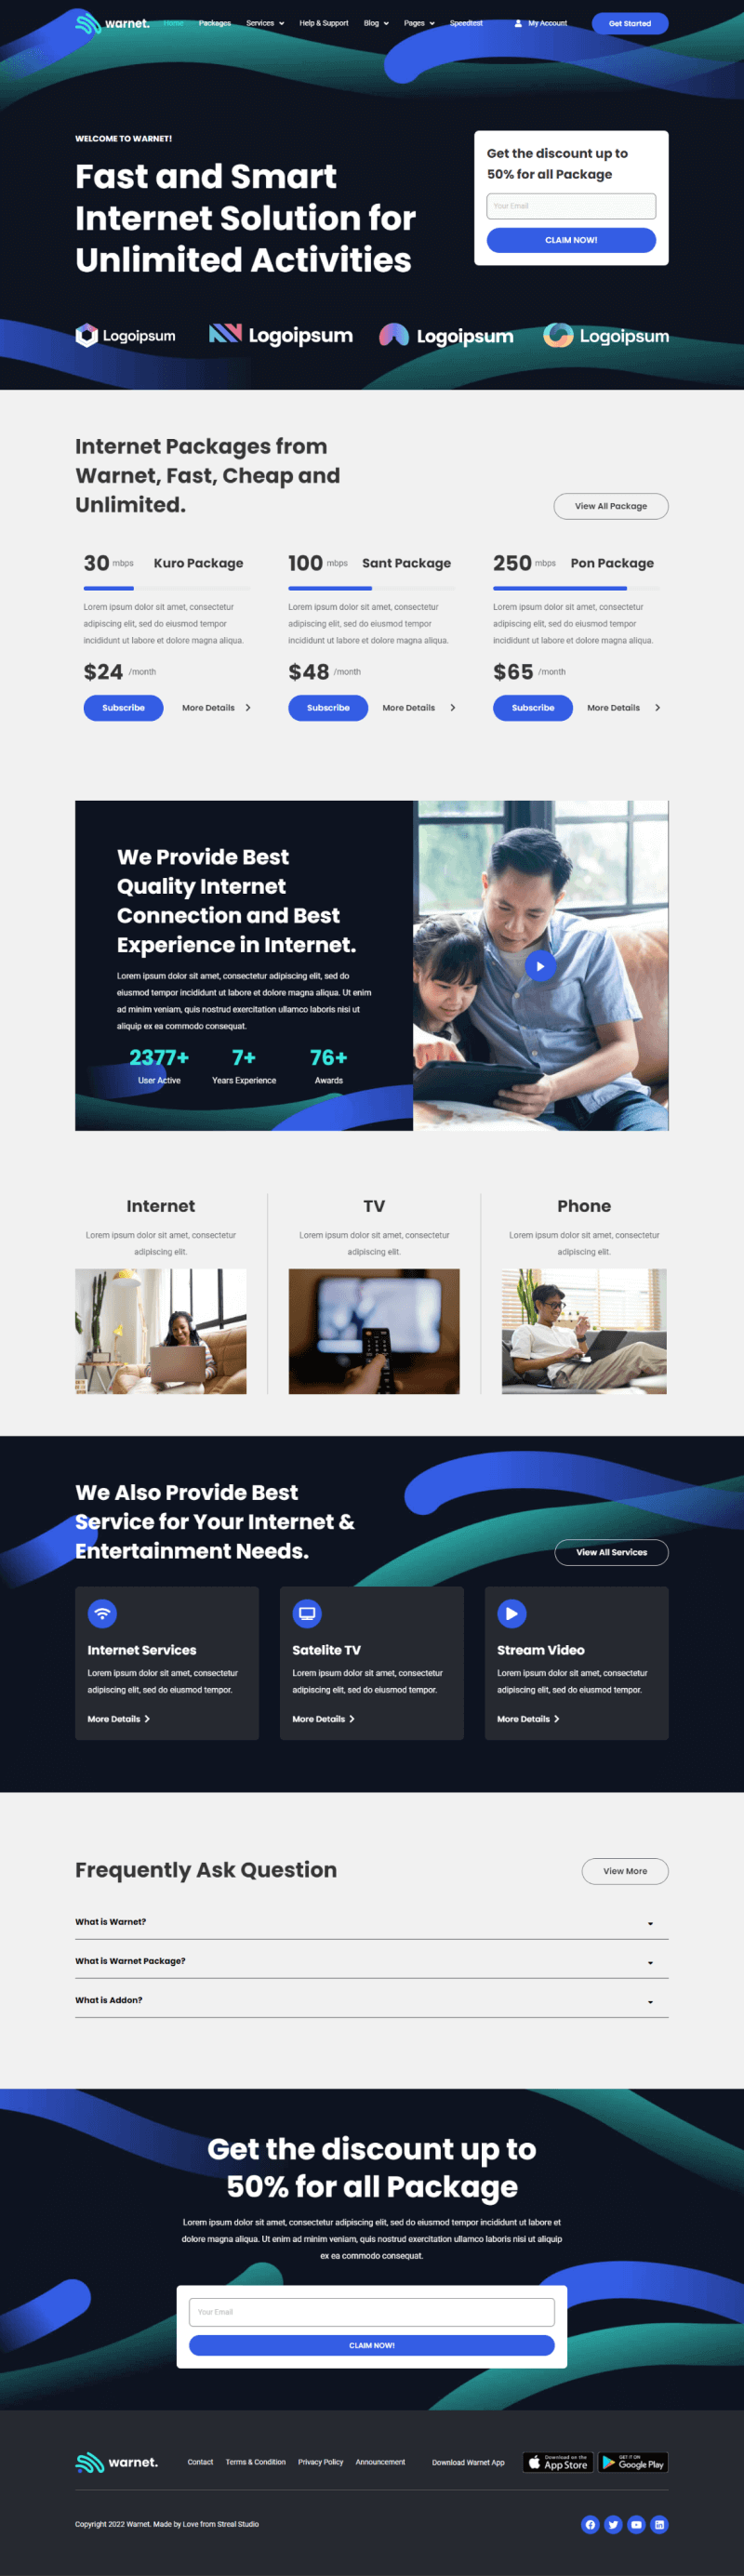 warnet.
Home Packages Services Help & Support Blog Pages Speedtest My Account Get Started
WELCOME TO WARNET!
Fast and Smart
Internet Solution for
Unlimited Activities
Get the discount up to
50% for all Package
Your Email
CLAIM NOW!
Logoipsum Logoipsum Logoipsum Logoipsum
Internet Packages from
Warnet, Fast, Cheap and
Unlimited.
View All Package
30 mbps Kuro Package
Lorem ipsum dolor sit amet, consectetur
adipiscing elit, sed do eiusmod tempor
incididunt ut labore et dolore magna aliqua.
$24 /month
Subscribe More Details
100 mbps Sant Package
Lorem ipsum dolor sit amet, consectetur
adipiscing elit, sed do eiusmod tempor
incididunt ut labore et dolore magna aliqua.
$48 /month
Subscribe More Details
250 mbps Pon Package
Lorem ipsum dolor sit amet, consectetur
adipiscing elit, sed do eiusmod tempor
incididunt ut labore et dolore magna aliqua.
$65 /month
Subscribe More Details
We Provide Best
Quality Internet
Connection and Best
Experience in Internet.
Lorem ipsum dolor sit amet, consectetur adipiscing elit, sed do
eiusmod tempor incididunt ut labore et dolore magna aliqua. Ut enim
ad minim veniam, quis nostrud exercitation ullamco laboris nisi ut
aliquip ex ea commodo consequat.
2377+ 7+ 76+
User Active Years Experience Awards
Internet
Lorem ipsum dolor sit amet, consectetur
adipiscing elit.
TV
Lorem ipsum dolor sit amet, consectetur
adipiscing elit.
Phone
Lorem ipsum dolor sit amet, consectetur
adipiscing elit.
We Also Provide Best
Service for Your Internet &
Entertainment Needs.
View All Services
Internet Services
Lorem ipsum dolor sit amet, consectetur
adipiscing elit, sed do eiusmod tempor.
More Details
Satelite TV
Lorem ipsum dolor sit amet, consectetur
adipiscing elit, sed do eiusmod tempor.
More Details
Stream Video
Lorem ipsum dolor sit amet, consectetur
adipiscing elit, sed do eiusmod tempor.
More Details
Frequently Ask Question
View More
What is Warnet?
What is Warnet Package?
What is Addon?
Get the discount up to
50% for all Package
Lorem ipsum dolor sit amet, consectetur adipiscing elit, sed do eiusmod tempor incididunt ut labore et
dolore magna aliqua. Ut enim ad minim veniam, quis nostrud exercitation ullamco laboris nisi ut aliquip
ex ea commodo consequat.
Your Email
CLAIM NOW!
warnet.
Contact Terms & Condition Privacy Policy Announcement Download Warnet App
Download on the
App Store
GET IT ON
Google Play
Copyright 2022 Warnet. Made by Love from Streal Studio